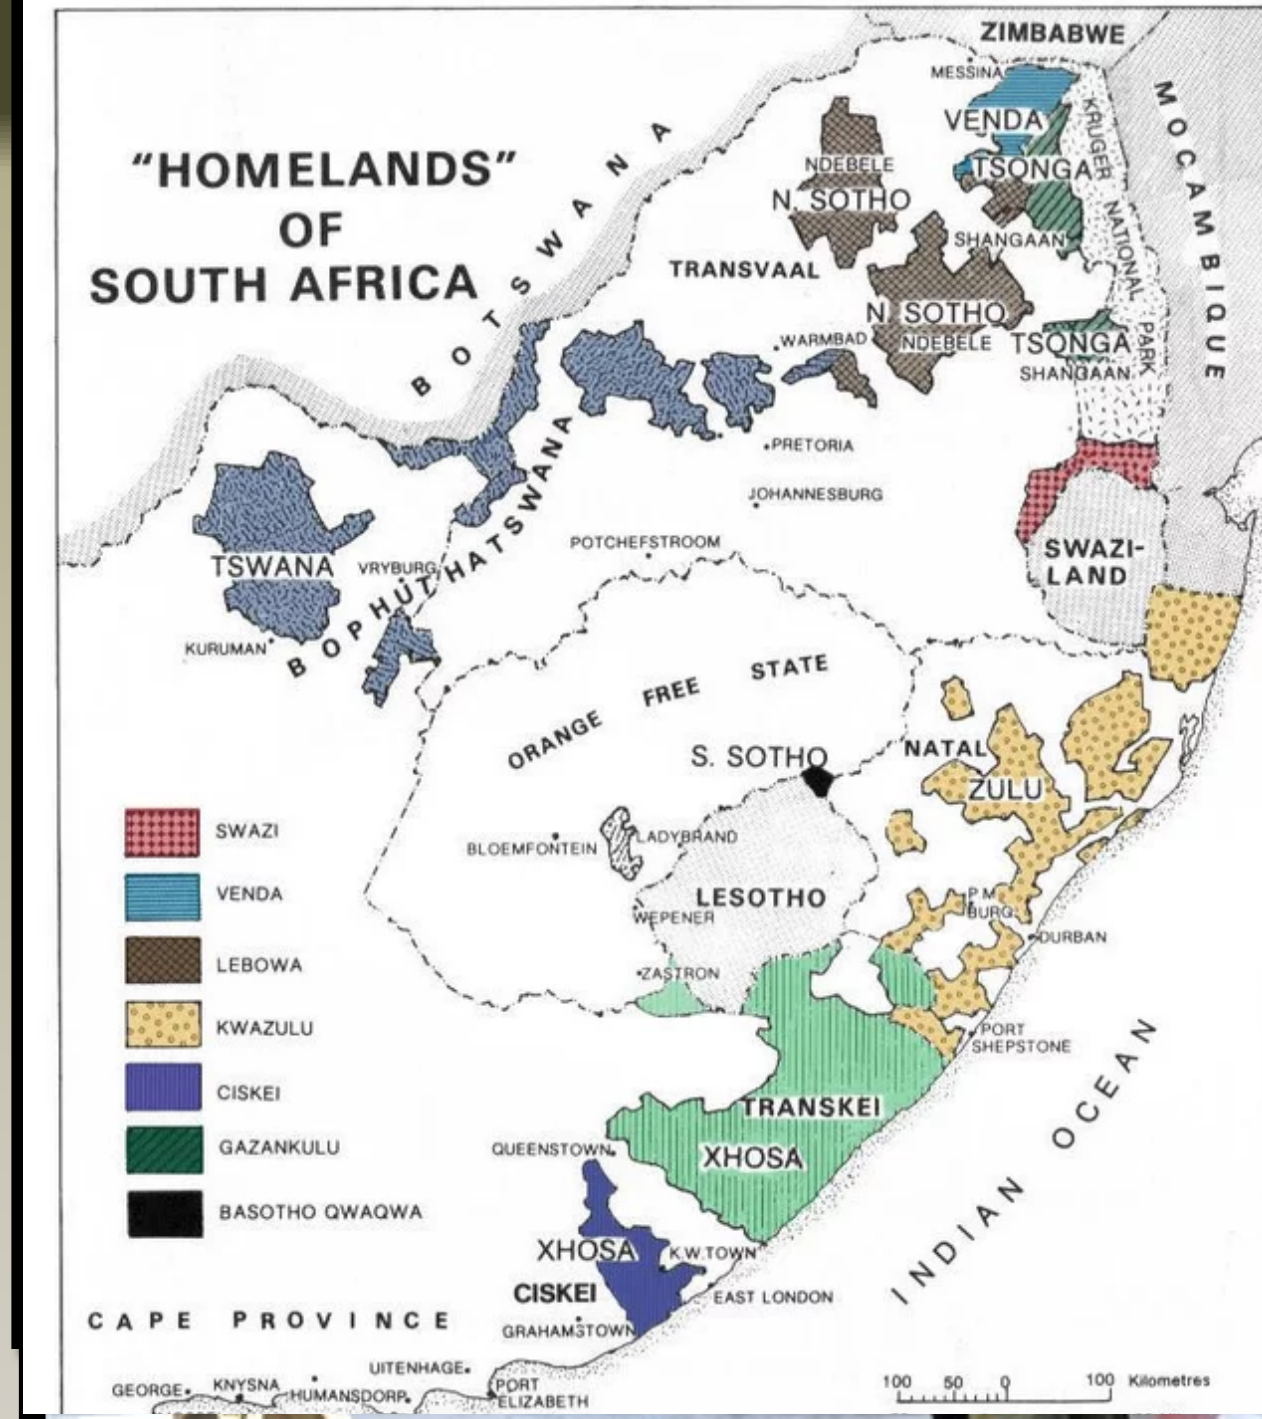 ZIMBABWE
MESSINA
MOCAMBIQUE
"HOMELANDS"
OF
SOUTH AFRICA
BOTSWANA
VENDA
KRUGER NATIONAL PARK
NDEBELE
N. SOTHO
TSONGA
SHANGAAN
TRANSVAAL
N SOTHO
NDEBELE
WARMBAD
TSONGA
SHANGAAN
PRETORIA
JOHANNESBURG
POTCHEFSTROOM
BOPHUTHATSWANA
TSWANA
VRYBURG
KURUMAN
SWAZI-
LAND
ORANGE FREE STATE
NATAL
S. SOTHO
ZULU
SWAZI
VENDA
LEBOWA
KWAZULU
CISKEI
GAZANKULU
BASOTHO QWAQWA
BLOEMFONTEIN
LADYBRAND
LESOTHO
WEPENER
P M
BURG
DURBAN
ZASTRON
PORT
SHEPSTONE
TRANSKEI
XHOSA
QUEENSTOWN
XHOSA
K.W.TOWN
CISKEI
EAST LONDON
GRAHAMSTOWN
INDIAN OCEAN
CAPE PROVINCE
UITENHAGE
GEORGE
KNYSNA
HUMANSDORP
PORT
ELIZABETH
100 50 0 100 Kilometres